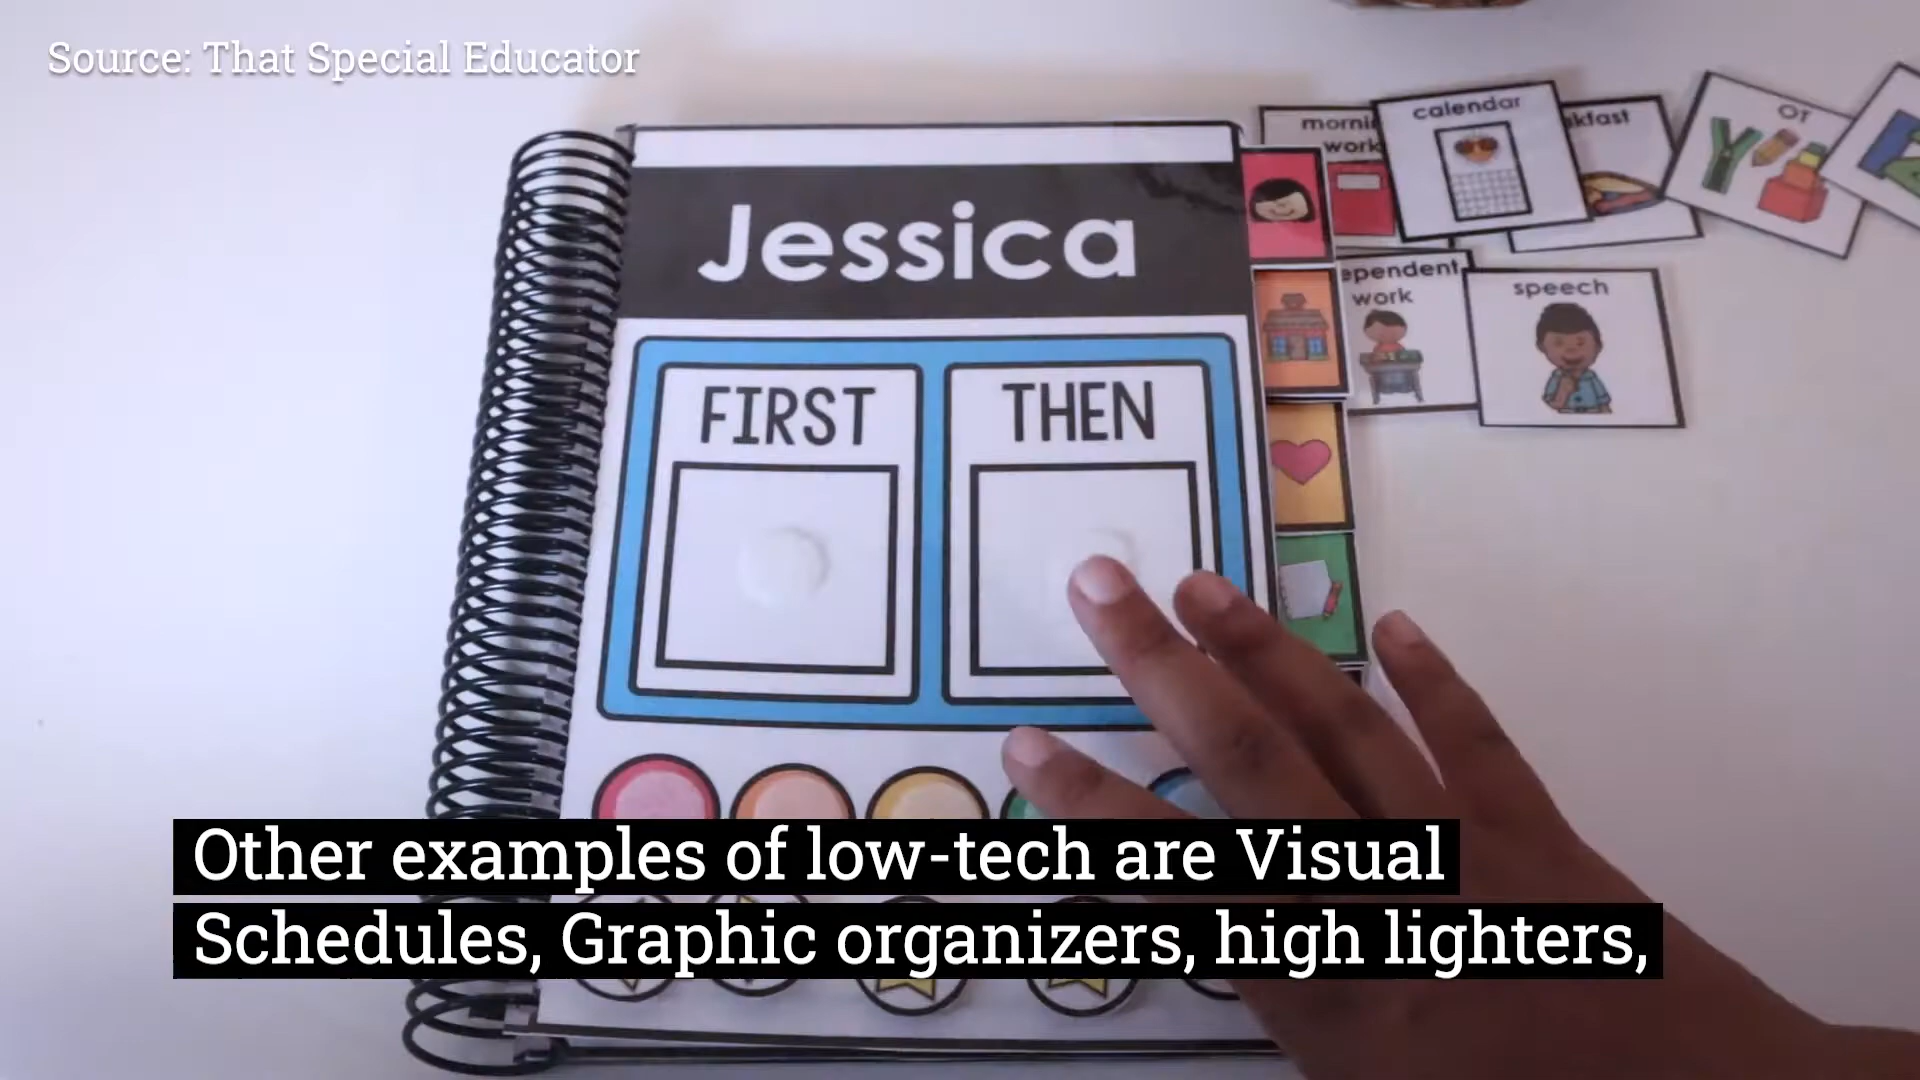 Source: That Special Educator
Jessica
FIRST
THEN
calendar
work
OT
work
speech
Other examples of low-tech are Visual
Schedules, Graphic organizers, high lighters,